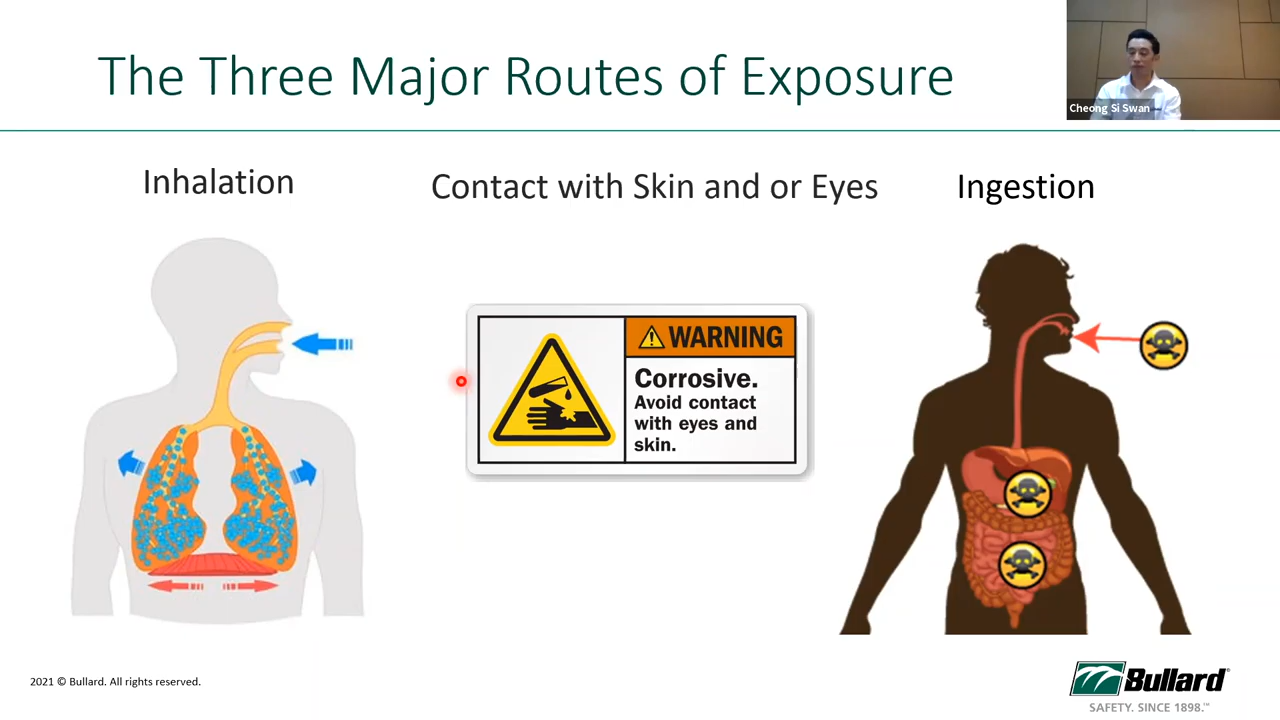 The Three Major Routes of Exposure
Cheong Si Swan
Inhalation
Contact with Skin and or Eyes
Ingestion
WARNING
Corrosive.
Avoid contact
with eyes and
skin.
2021 © Bullard. All rights reserved.
Bullard®
SAFETY. SINCE 1898.™